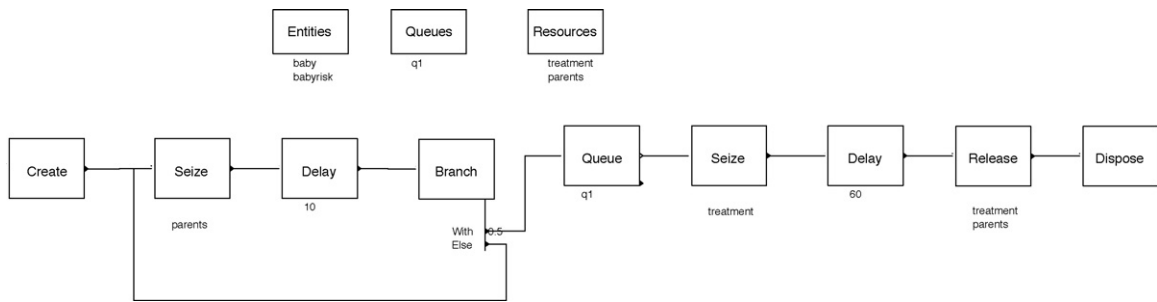 Entities
Queues
Resources
baby
babyrisk
q1
treatment
parents
Create
Seize
Delay
Branch
Queue
Seize
Delay
Release
Dispose
parents
10
q1
treatment
60
treatment
parents
With 0.5
Else